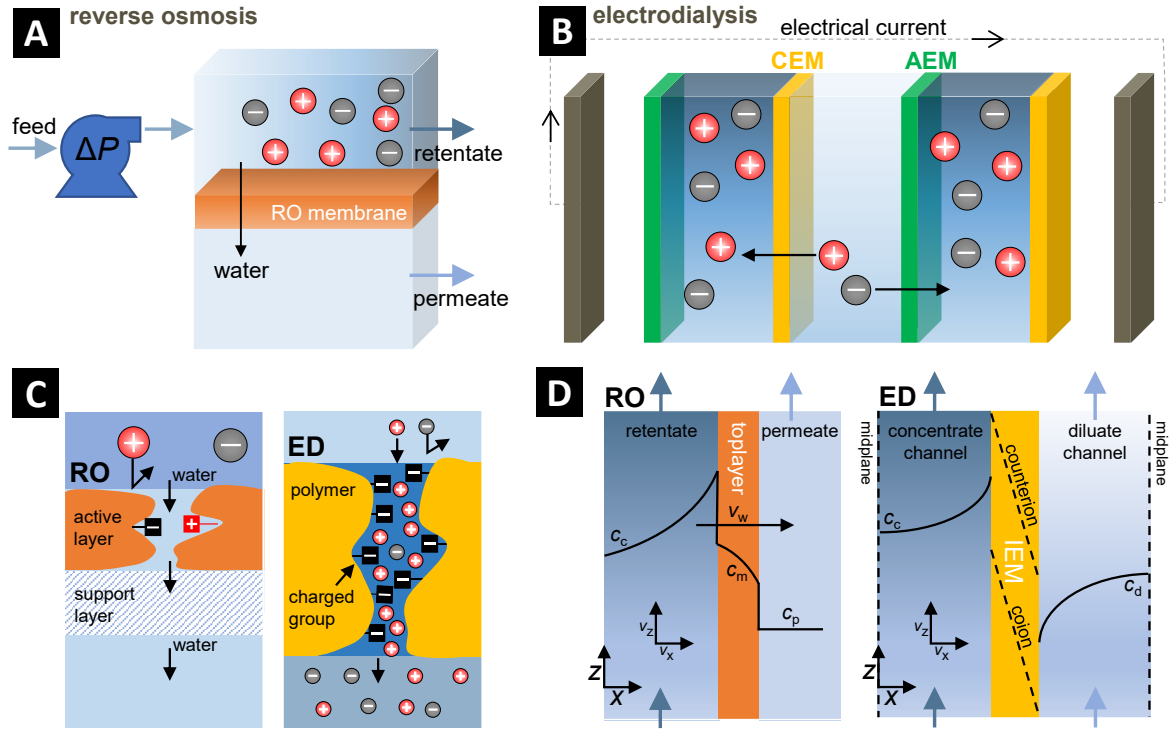 A
reverse osmosis
feed
ΔP
retentate
RO membrane
water
permeate
B
electrodialysis
electrical current
CEM
AEM
C
RO
water
active
layer
support
layer
water
ED
polymer
charged
group
D
RO
retentate
toplayer
permeate
c_c
v_w
c_m
c_p
v_z
v_x
z
x
ED
midplane
concentrate
channel
counterion
IEM
coion
diluate
channel
midplane
c_c
c_d
v_z
v_x
z
x